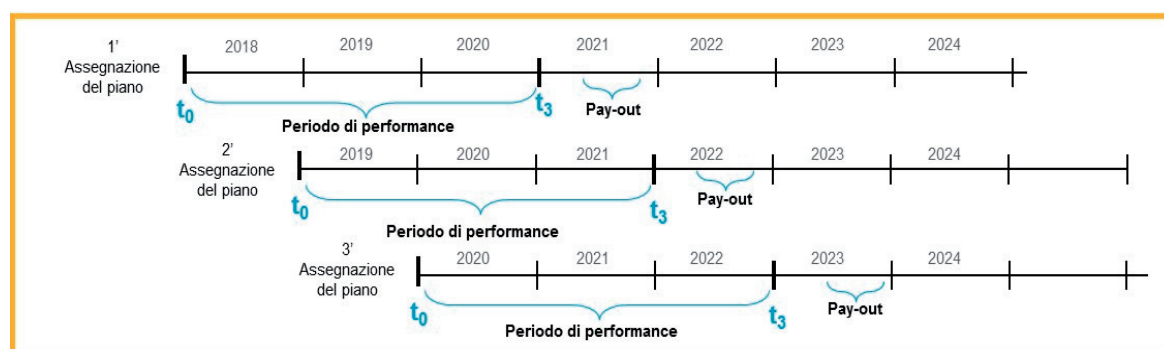 1’
Assegnazione
del piano
2018 2019 2020 2021 2022 2023 2024
t0 t3
Pay-out
Periodo di performance
2’
Assegnazione
del piano
2019 2020 2021 2022 2023 2024
t0 t3
Pay-out
Periodo di performance
3’
Assegnazione
del piano
2020 2021 2022 2023 2024
t0 t3
Pay-out
Periodo di performance